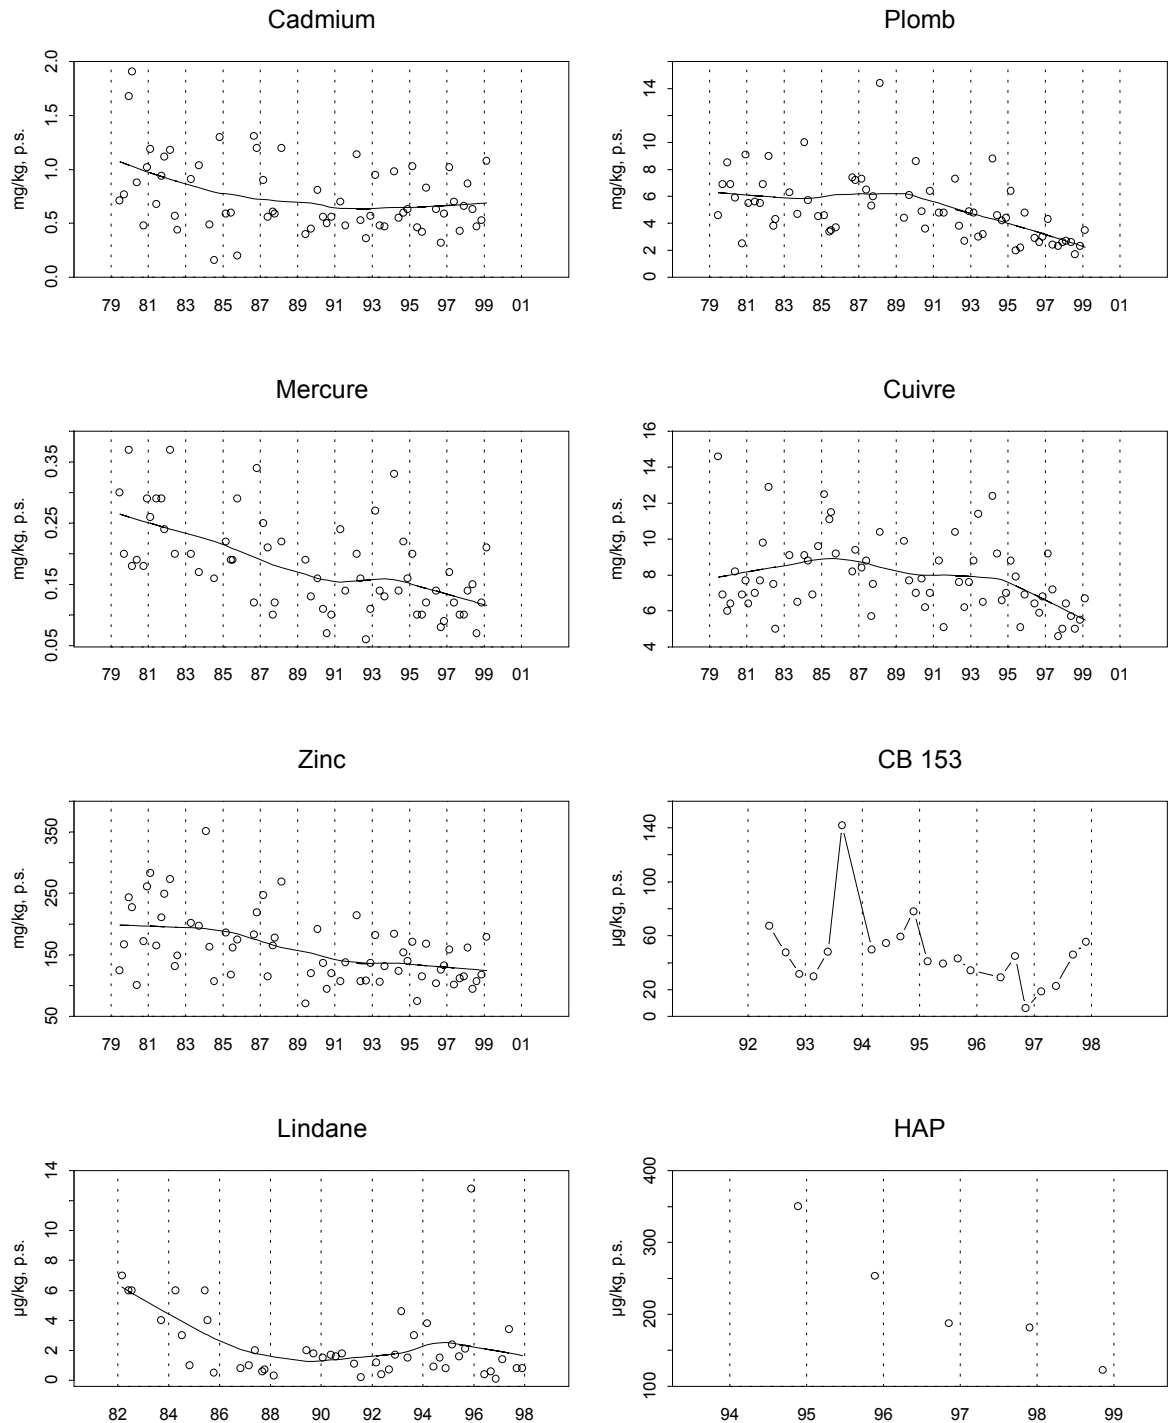 Cadmium
mg/kg, p.s.
0.0 0.5 1.0 1.5 2.0
79 81 83 85 87 89 91 93 95 97 99 01
Plomb
mg/kg, p.s.
0 2 4 6 8 10 14
79 81 83 85 87 89 91 93 95 97 99 01
Mercure
mg/kg, p.s.
0.05 0.15 0.25 0.35
79 81 83 85 87 89 91 93 95 97 99 01
Cuivre
mg/kg, p.s.
4 6 8 10 12 14 16
79 81 83 85 87 89 91 93 95 97 99 01
Zinc
mg/kg, p.s.
50 150 250 350
79 81 83 85 87 89 91 93 95 97 99 01
CB 153
µg/kg, p.s.
0 20 60 100 140
92 93 94 95 96 97 98
Lindane
µg/kg, p.s.
0 2 4 6 8 10 14
82 84 86 88 90 92 94 96 98
HAP
µg/kg, p.s.
100 200 300 400
94 95 96 97 98 99